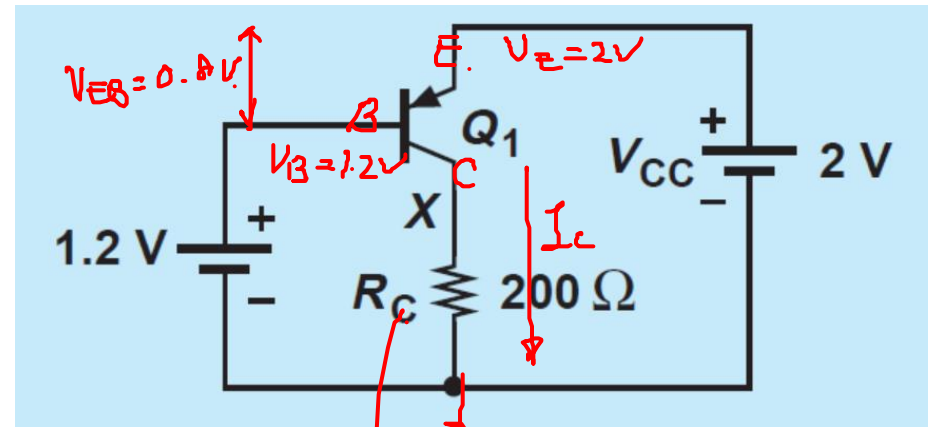 E. VE=2V
VEB=0.8V.
B
Q1
VB=1.2V
C
VCC
+
2 V
−
X
Ic
1.2 V
+
−
RC
200 Ω